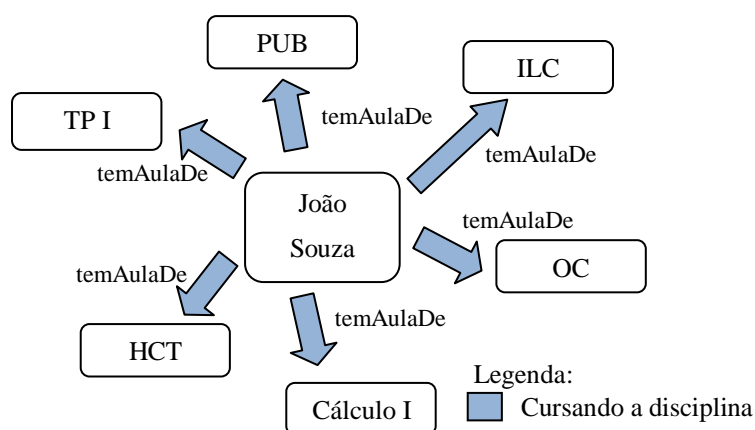 PUB
ILC
TP I
temAulaDe
temAulaDe
temAulaDe
João
Souza
temAulaDe
OC
temAulaDe
temAulaDe
HCT
Legenda:
Cálculo I
Cursando a disciplina